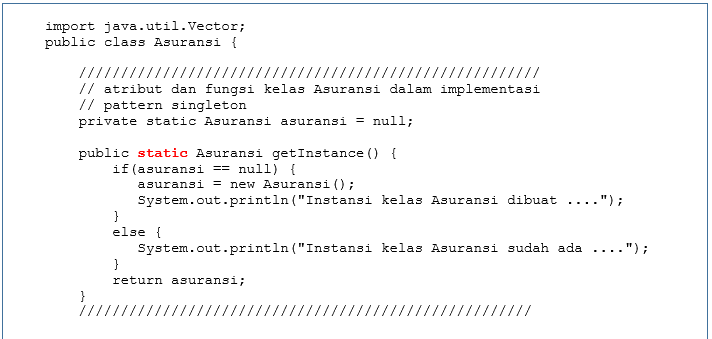 import java.util.Vector;
public class Asuransi {
///////////////////////////////////////////////////////
// atribut dan fungsi kelas Asuransi dalam implementasi
// pattern singleton
private static Asuransi asuransi = null;
public static Asuransi getInstance() {
if(asuransi == null) {
asuransi = new Asuransi();
System.out.println("Instansi kelas Asuransi dibuat ....");
}
else {
System.out.println("Instansi kelas Asuransi sudah ada ....");
}
return asuransi;
}
//////////////////////////////////////////////////////